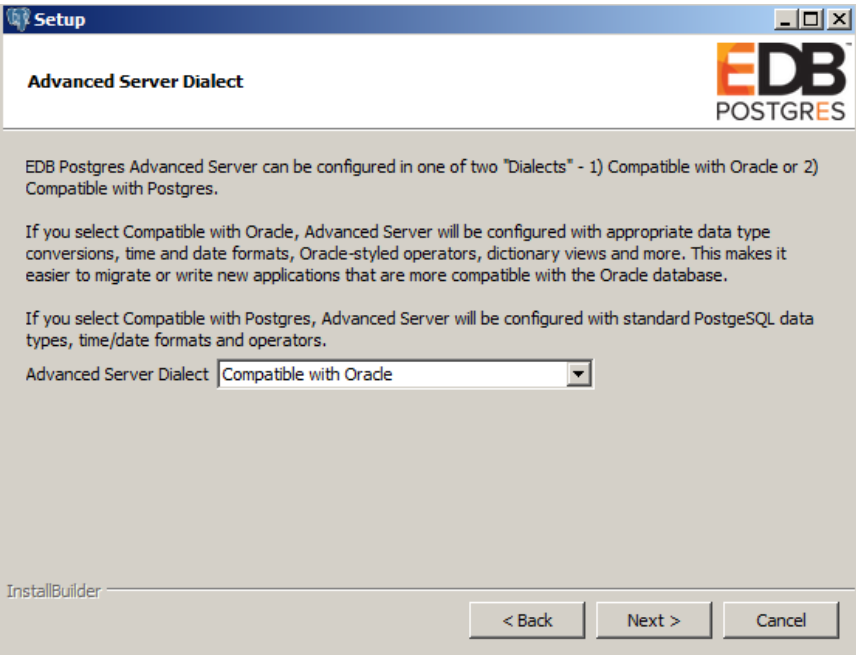 Setup
Advanced Server Dialect
EDB
POSTGRES
EDB Postgres Advanced Server can be configured in one of two "Dialects" - 1) Compatible with Oracle or 2)
Compatible with Postgres.
If you select Compatible with Oracle, Advanced Server will be configured with appropriate data type
conversions, time and date formats, Oracle-styled operators, dictionary views and more. This makes it
easier to migrate or write new applications that are more compatible with the Oracle database.
If you select Compatible with Postgres, Advanced Server will be configured with standard PostgeSQL data
types, time/date formats and operators.
Advanced Server Dialect Compatible with Oracle
InstallBuilder
< Back Next > Cancel